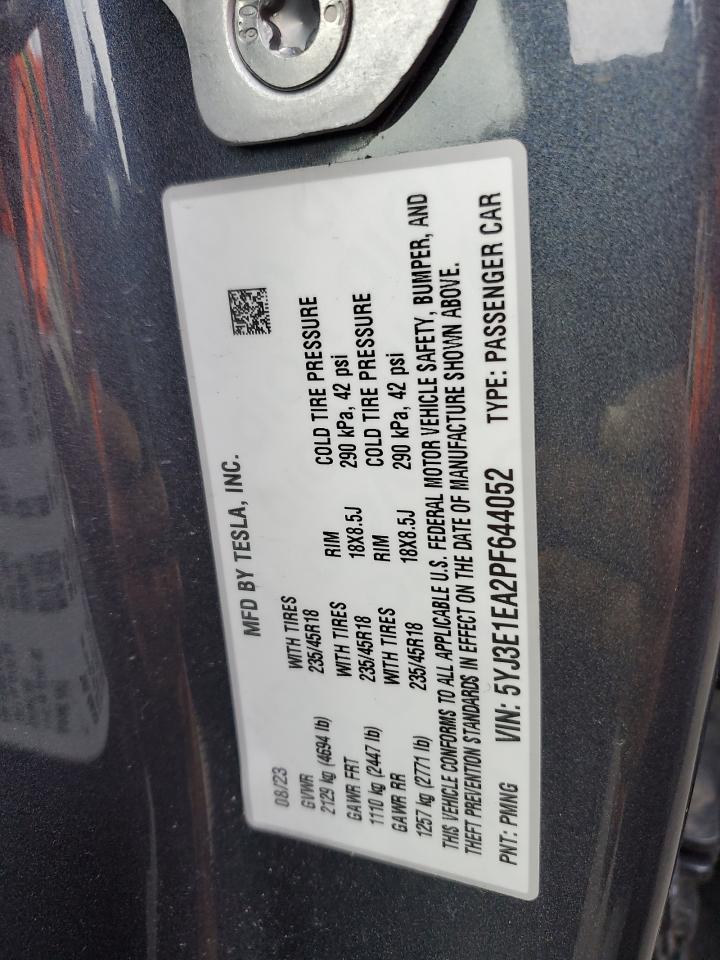 MFD BY TESLA, INC.
08/23
GVWR WITH TIRES RIM COLD TIRE PRESSURE
2129 kg (4694 lb) 235/45R18 18X8.5J 290 kPa, 42 psi
GAWR FRT WITH TIRES RIM COLD TIRE PRESSURE
1110 kg (2447 lb) 235/45R18 18X8.5J 290 kPa, 42 psi
GAWR RR WITH TIRES
1257 kg (2771 lb) 235/45R18
THIS VEHICLE CONFORMS TO ALL APPLICABLE U.S. FEDERAL MOTOR VEHICLE SAFETY, BUMPER, AND
THEFT PREVENTION STANDARDS IN EFFECT ON THE DATE OF MANUFACTURE SHOWN ABOVE.
PNT: PMNG VIN: 5YJ3E1EA2PF644052 TYPE: PASSENGER CAR